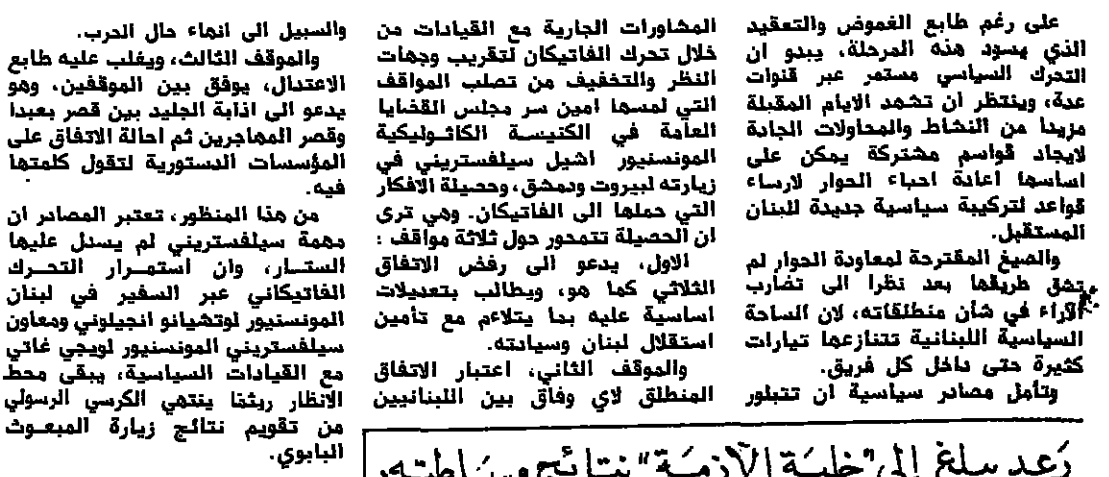 على رغم طابع الغموض والتعقيد
الذي يسود هذه المرحلة، يبدو ان
التحرك السياسي مستمر عبر قنوات
عدة، وينتظر ان تشهد الايام المقبلة
مزيدا من النشاط والمحاولات الجادة
لايجاد قواسم مشتركة يمكن على
اساسها اعادة احياء الحوار لارساء
قواعد لتركيبة سياسية جديدة للبنان
المستقبل.
والصيغ المقترحة لمعاودة الحوار لم
تشق طريقها بعد نظرا الى تضارب
الآراء في شأن منطلقاته، لان الساحة
السياسية اللبنانية تتنازعها تيارات
كثيرة حتى داخل كل فريق.
وتأمل مصادر سياسية ان تتبلور
المشاورات الجارية مع القيادات من
خلال تحرك الفاتيكان لتقريب وجهات
النظر والتخفيف من تصلب المواقف
التي لمسها امين سر مجلس القضايا
العامة في الكنيسة الكاثوليكية
المونسنيور اشيل سيلفستريني في
زيارته لبيروت ودمشق، وحصيلة الافكار
التي حملها الى الفاتيكان. وهي ترى
ان الحصيلة تتمحور حول ثلاثة مواقف :
الاول، يدعو الى رفض الاتفاق
الثلاثي كما هو، ويطالب بتعديلات
اساسية عليه بما يتلاءم مع تأمين
استقلال لبنان وسيادته.
والموقف الثاني، اعتبار الاتفاق
المنطلق لاي وفاق بين اللبنانيين
والسبيل الى انهاء حال الحرب.
والموقف الثالث، ويغلب عليه طابع
الاعتدال، يوفق بين الموقفين، وهو
يدعو الى اذابة الجليد بين قصر بعبدا
وقصر المهاجرين ثم احالة الاتفاق على
المؤسسات الدستورية لتقول كلمتها
فيه.
من هذا المنظور، تعتبر المصادر ان
مهمة سيلفستريني لم يسدل عليها
الستار، وان استمرار التحرك
الفاتيكاني عبر السفير في لبنان
المونسنيور لوتشيانو انجيلوني ومعاون
سيلفستريني المونسنيور لويجي غاتي
مع القيادات السياسية، يبقى محط
الانظار ريثما ينتهي الكرسي الرسولي
من تقويم نتائج زيارة المبعوث
البابوي.
رعد يبلغ إلى "خلية الأزمة" نتائج وساطته